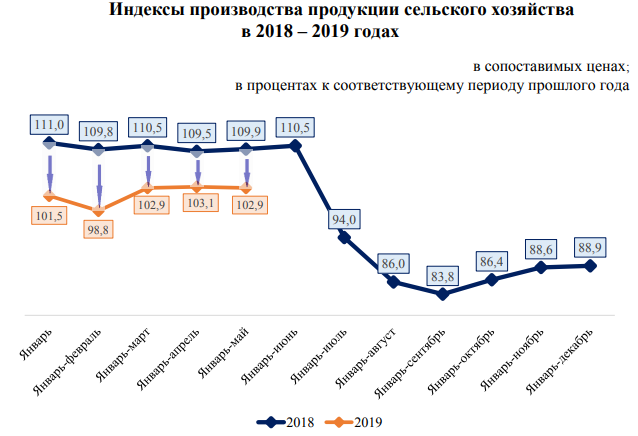 Индексы производства продукции сельского хозяйства
в 2018 – 2019 годах
в сопоставимых ценах;
в процентах к соответствующему периоду прошлого года
111,0
109,8
110,5
109,5
109,9
110,5
94,0
86,0
83,8
86,4
88,6
88,9
101,5
98,8
102,9
103,1
102,9
Январь
Январь-февраль
Январь-март
Январь-апрель
Январь-май
Январь-июнь
Январь-июль
Январь-август
Январь-сентябрь
Январь-октябрь
Январь-ноябрь
Январь-декабрь
2018
2019